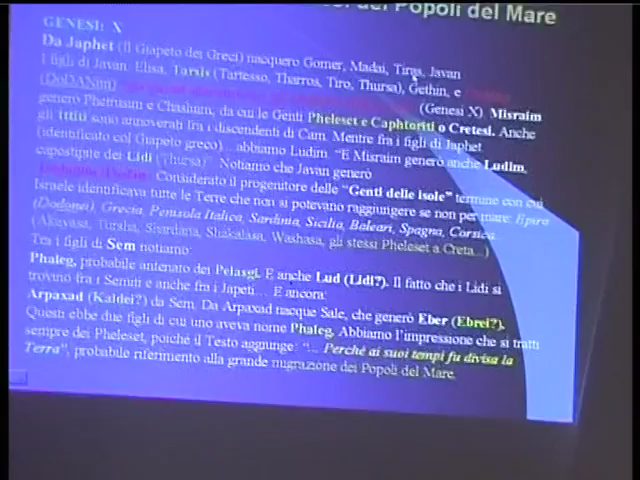 dei Popoli del Mare
GENESI: X
Da Japhet (Il Giapeto dei Greci) nacquero Gomer, Madai, Tiras, Javan
I figli di Javan: Elisa, Tarsis (Tartesso, Tharros, Tiro, Thursa), Gethin, e
(DoDANim) (Genesi X) Misraim
generò Phetrusim e Chasluim, da cui le Genti Pheleset e Caphtoriti o Cretesi. Anche
gli Ittiti sono annoverati fra i discendenti di Cam. Mentre fra i figli di Japhet
(identificato col Giapeto greco)... abbiamo Ludim. "E Misraim generò anche Ludim,
capostipite dei Lidi (Thursa)". Notiamo che Javan generò
Considerato il progenitore delle "Genti delle isole" termine con cui
Israele identificava tutte le Terre che non si potevano raggiungere se non per mare: Epiro
(Dodonei), Grecia, Penisola Italica, Sardinia, Sicilia, Baleari, Spagna, Corsica
(Akavasa, Tursha, Shardana, Shakalasa, Washasa, gli stessi Pheleset a Creta...)
Tra i figli di Sem notiamo:
Phaleg, probabile antenato dei Pelasgi. E anche Lud (Lidi?). Il fatto che i Lidi si
trovino fra i Semiti e anche fra i Japeti... E ancora:
Arpaxad (Kaldei?) da Sem. Da Arpaxad nacque Sale, che generò Eber (Ebrei?).
Questi ebbe due figli di cui uno aveva nome Phaleg. Abbiamo l'impressione che si tratti
sempre dei Pheleset, poiché il Testo aggiunge: "... Perché ai suoi tempi fu divisa la
Terra", probabile riferimento alla grande migrazione dei Popoli del Mare.